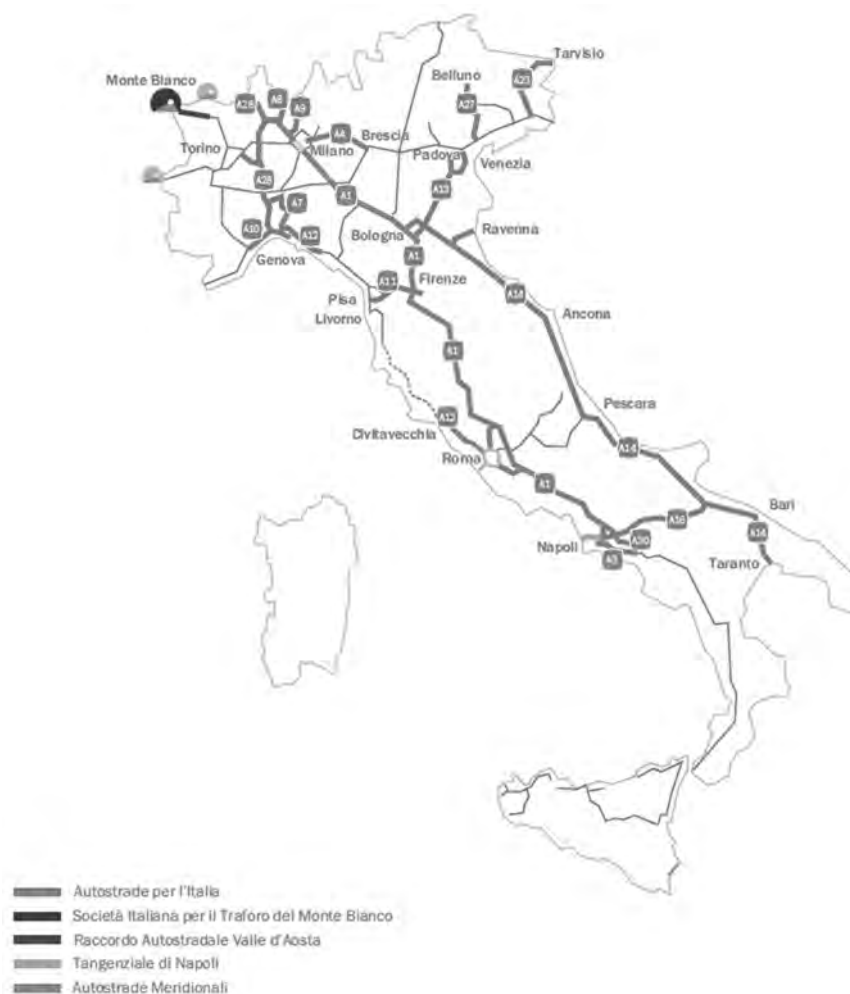 Tarvisio
Belluno
A23
Monte Bianco
A26
A8
A9
A27
A4
Brescia
Torino
Milano
Padova
Venezia
A26
A13
A1
A7
Bologna
Ravenna
A10
A12
A1
Genova
Firenze
A11
Pisa
A14
Livorno
Ancona
A1
Pescara
A12
Civitavecchia
A14
Roma
A1
Bari
A16
Napoli
A30
A14
A3
Taranto
Autostrade per l'Italia
Società Italiana per il Traforo del Monte Bianco
Raccordo Autostradale Valle d'Aosta
Tangenziale di Napoli
Autostrade Meridionali